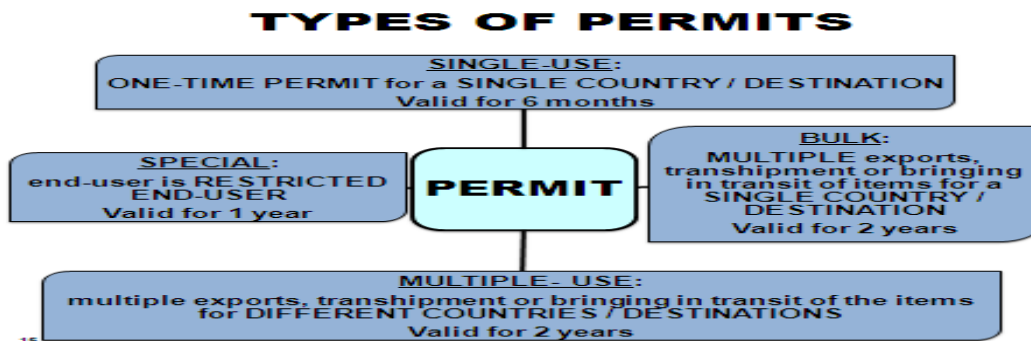 TYPES OF PERMITS
SINGLE-USE:
ONE-TIME PERMIT for a SINGLE COUNTRY / DESTINATION
Valid for 6 months
SPECIAL:
end-user is RESTRICTED
END-USER
Valid for 1 year
PERMIT
BULK:
MULTIPLE exports,
transhipment or bringing
in transit of items for a
SINGLE COUNTRY /
DESTINATION
Valid for 2 years
MULTIPLE- USE:
multiple exports, transhipment or bringing in transit of the items
for DIFFERENT COUNTRIES / DESTINATIONS
Valid for 2 years